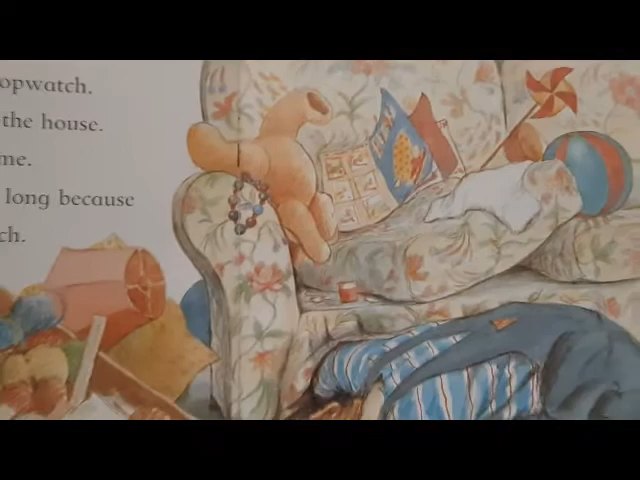 opwatch.
the house.
me.
long because
ch.